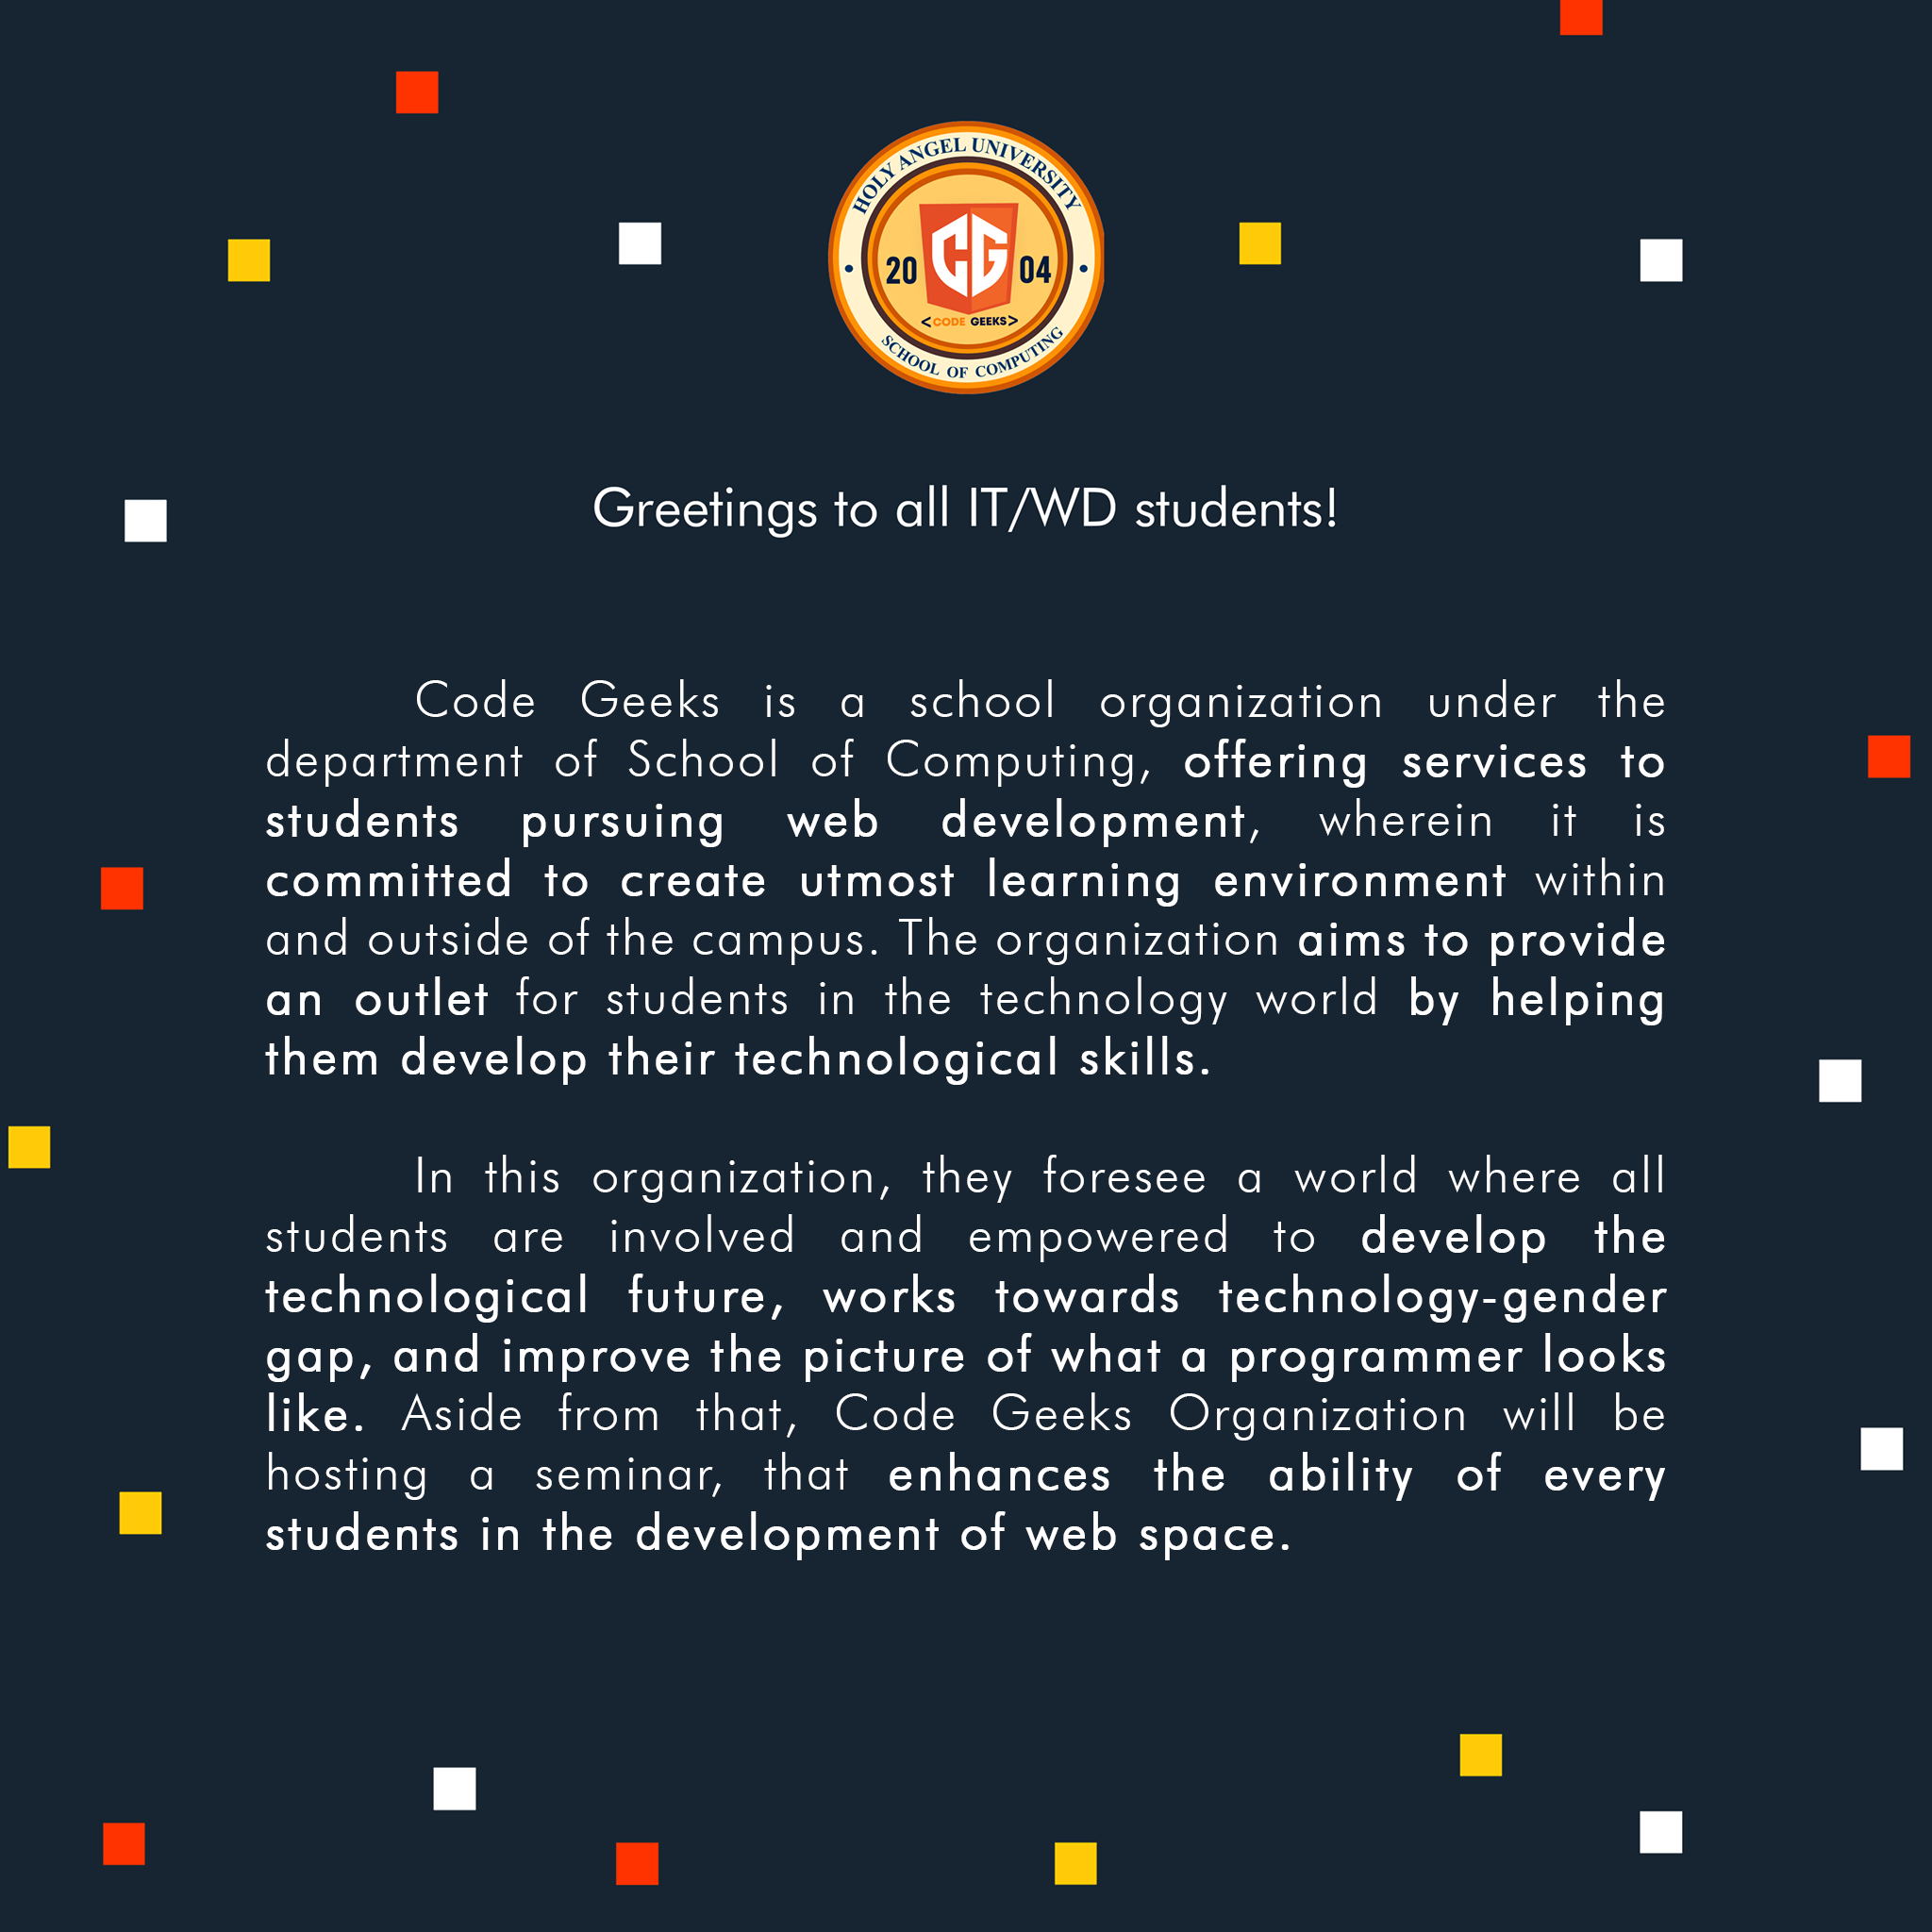 HOLY ANGEL UNIVERSITY
CG
20 04
<CODE GEEKS>
SCHOOL OF COMPUTING
Greetings to all IT/WD students!
Code Geeks is a school organization under the
department of School of Computing, offering services to
students pursuing web development, wherein it is
committed to create utmost learning environment within
and outside of the campus. The organization aims to provide
an outlet for students in the technology world by helping
them develop their technological skills.
In this organization, they foresee a world where all
students are involved and empowered to develop the
technological future, works towards technology-gender
gap, and improve the picture of what a programmer looks
like. Aside from that, Code Geeks Organization will be
hosting a seminar, that enhances the ability of every
students in the development of web space.